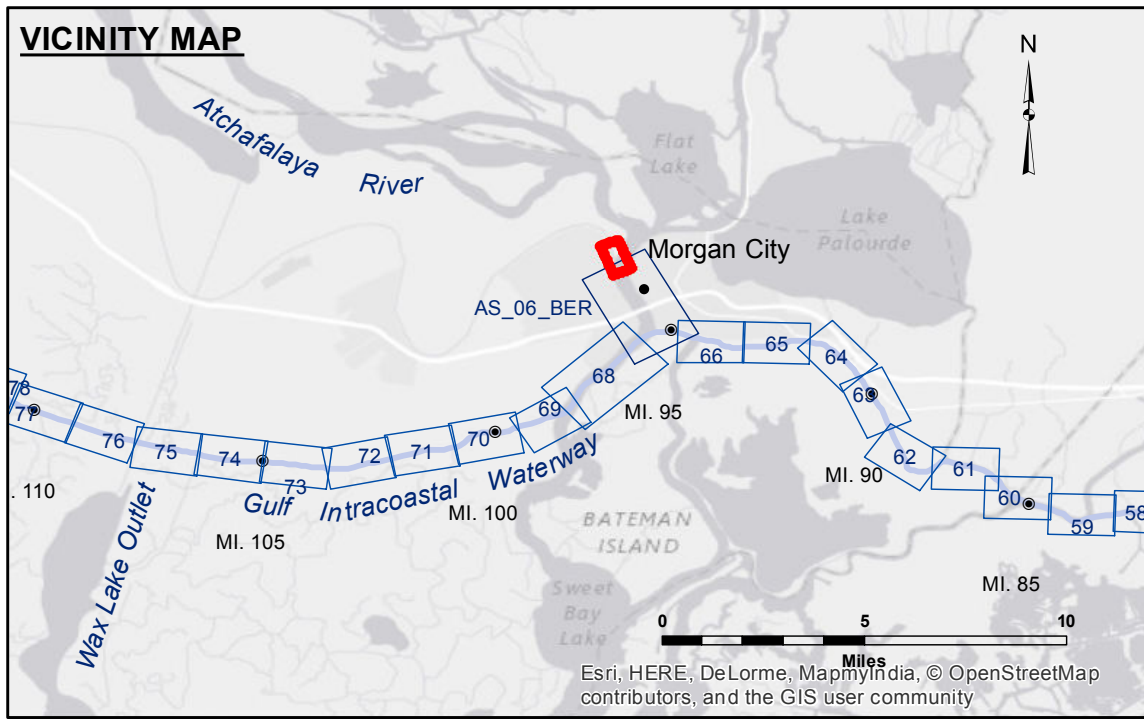 VICINITY MAP
N
Atchafalaya
River
Flat
Lake
Lake
Palourde
Morgan City
AS_06_BER
66
65
64
63
62
61
60
59
58
68
69
70
71
72
73
74
75
76
77
78
MI. 95
MI. 90
MI. 85
MI. 100
MI. 105
. 110
Gulf Intracoastal Waterway
Wax Lake Outlet
BATEMAN
ISLAND
Sweet
Bay
Lake
0 5 10
Miles
Esri, HERE, DeLorme, MapmyIndia, © OpenStreetMap
contributors, and the GIS user community